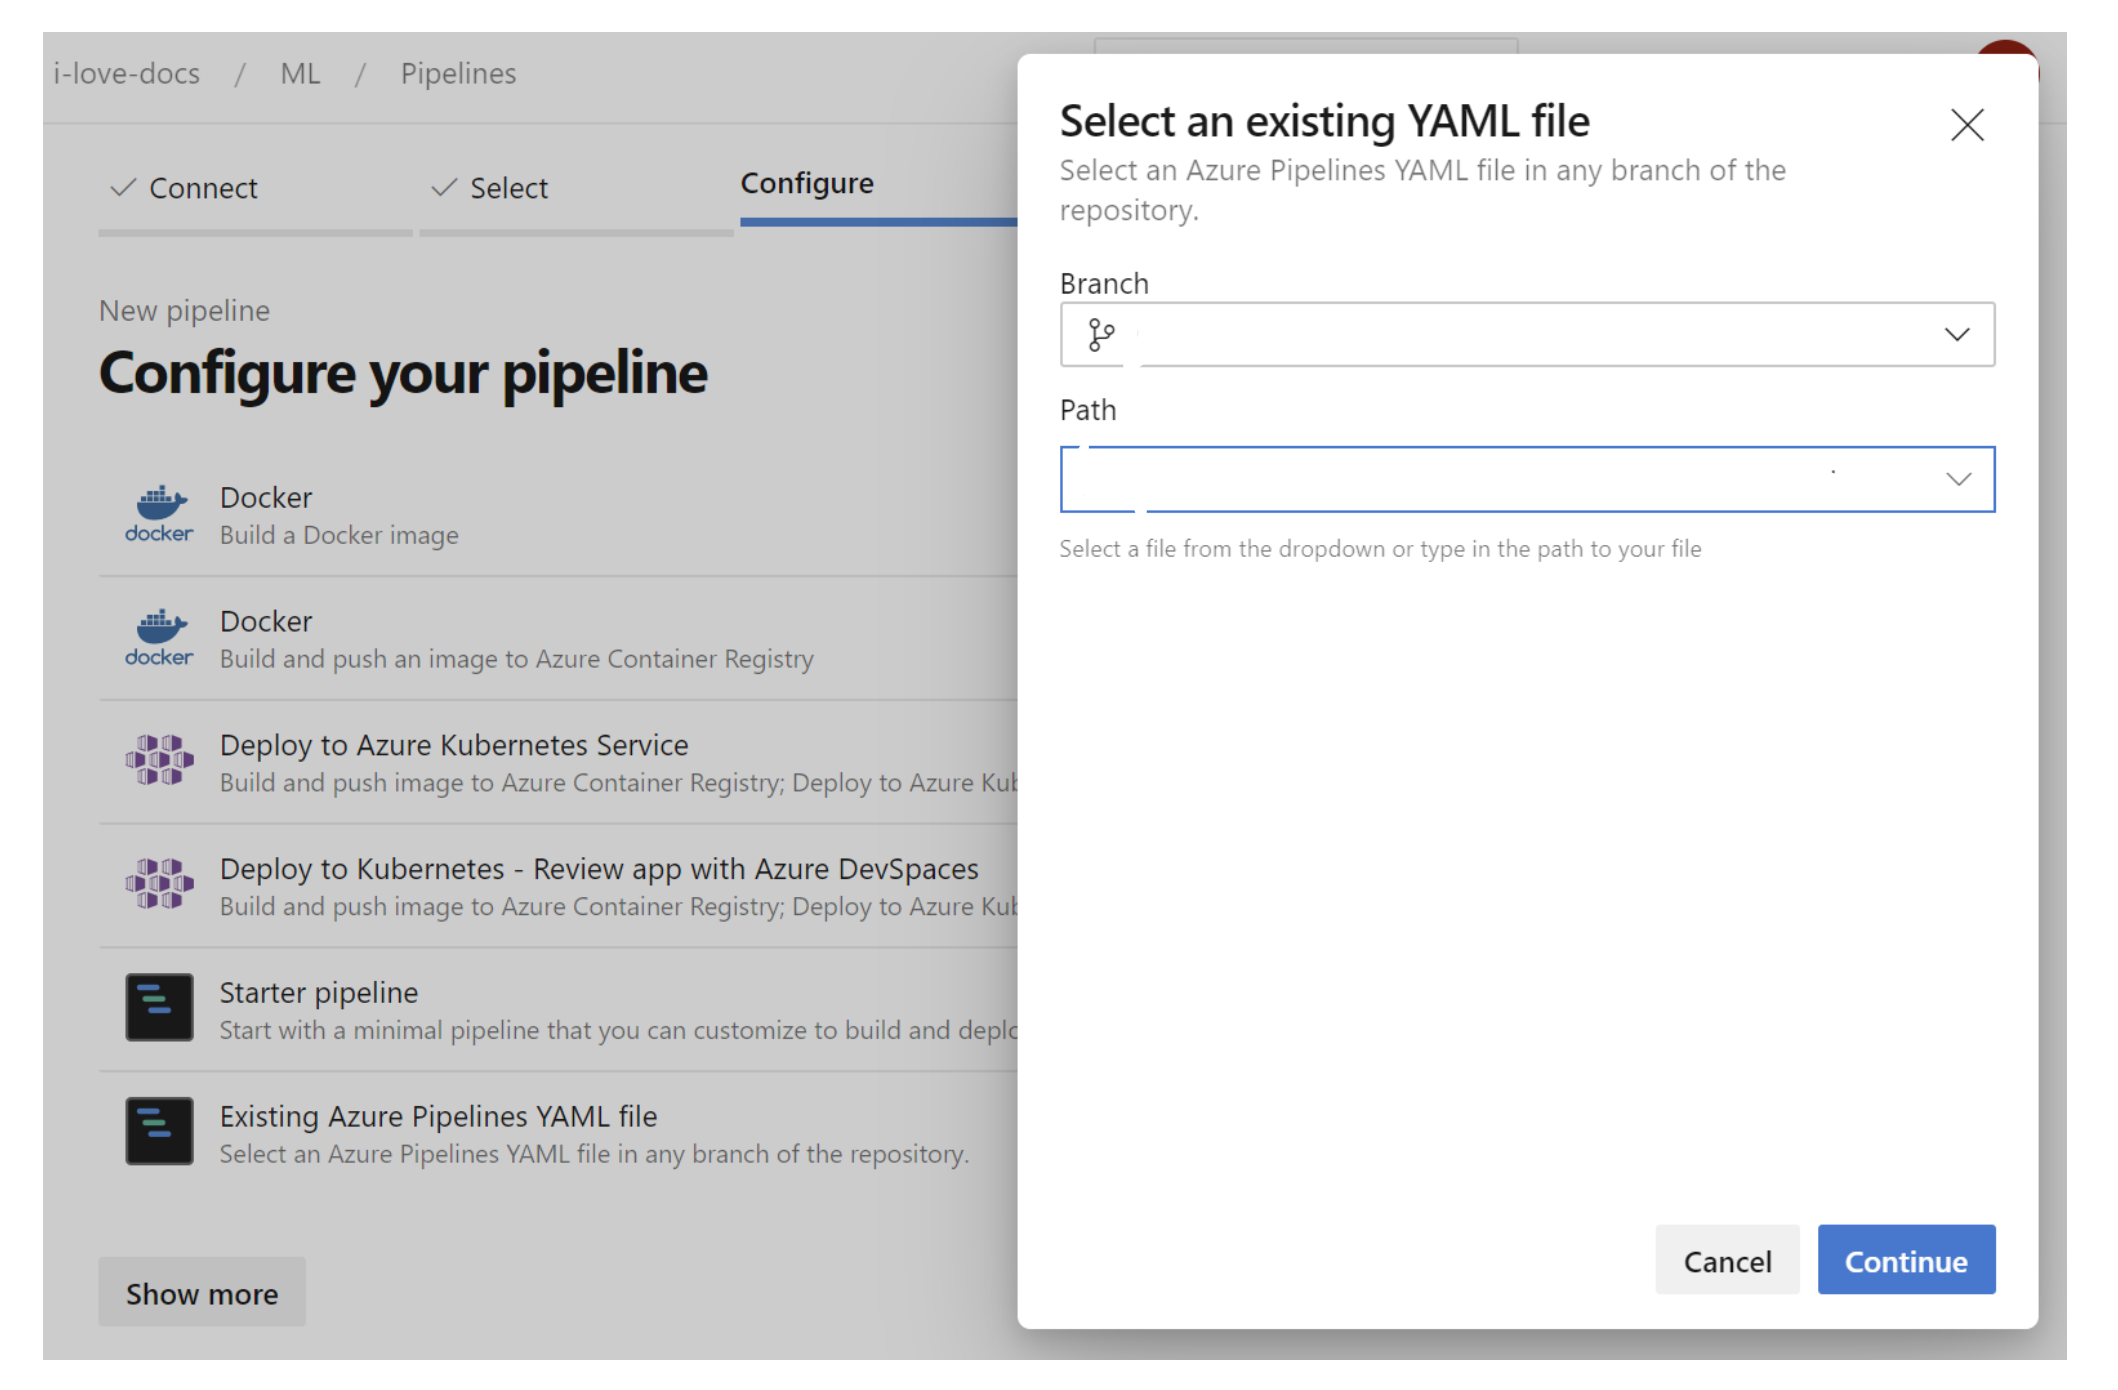 i-love-docs / ML / Pipelines
Connect
Select
Configure
New pipeline
Configure your pipeline
docker
Docker
Build a Docker image
docker
Docker
Build and push an image to Azure Container Registry
Deploy to Azure Kubernetes Service
Build and push image to Azure Container Registry; Deploy to Azure
Deploy to Kubernetes - Review app with Azure DevSpaces
Build and push image to Azure Container Registry; Deploy to Azure
Starter pipeline
Start with a minimal pipeline that you can customize to build and
Existing Azure Pipelines YAML file
Select an Azure Pipelines YAML file in any branch of the repository.
Show more
Select an existing YAML file
Select an Azure Pipelines YAML file in any branch of the
repository.
Branch
Path
Select a file from the dropdown or type in the path to your file
Cancel
Continue